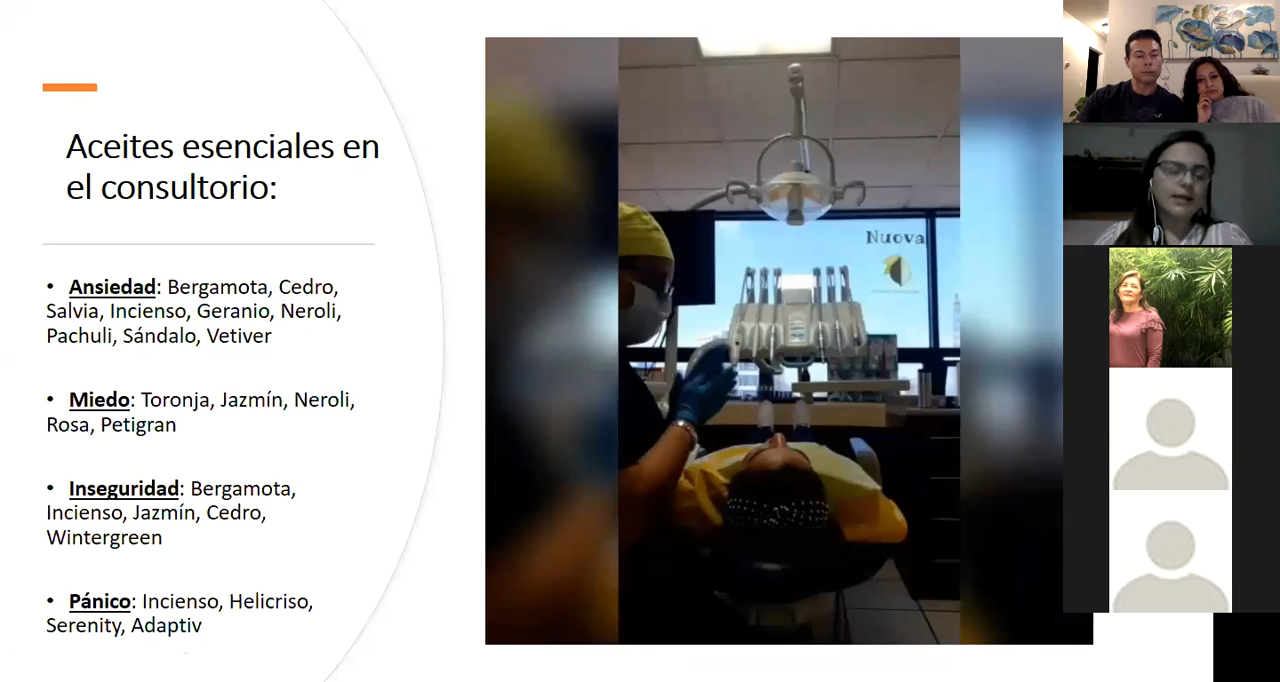 Aceites esenciales en
el consultorio:
• Ansiedad: Bergamota, Cedro,
Salvia, Incienso, Geranio, Neroli,
Pachuli, Sándalo, Vetiver
• Miedo: Toronja, Jazmín, Neroli,
Rosa, Petigran
• Inseguridad: Bergamota,
Incienso, Jazmín, Cedro,
Wintergreen
• Pánico: Incienso, Helicriso,
Serenity, Adaptiv
Nuova